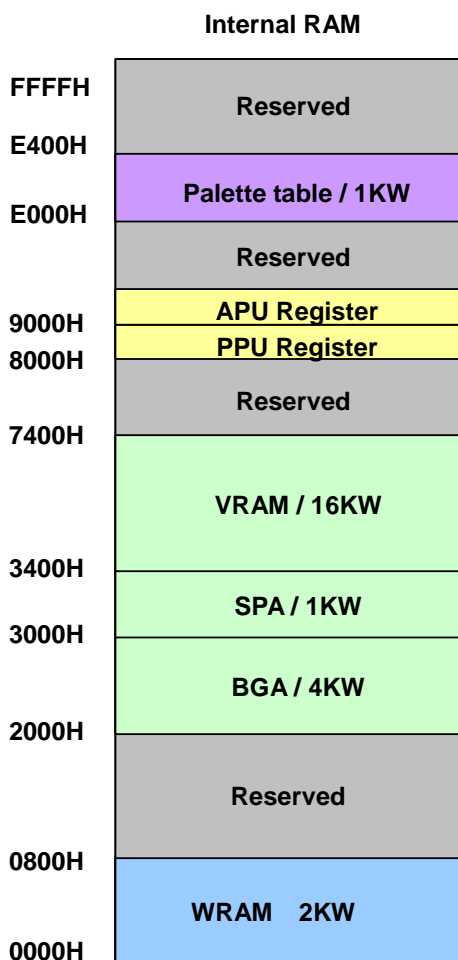 Internal RAM
FFFFH
Reserved
E400H
Palette table / 1KW
E000H
Reserved
APU Register
9000H
PPU Register
8000H
Reserved
7400H
VRAM / 16KW
3400H
SPA / 1KW
3000H
BGA / 4KW
2000H
Reserved
0800H
WRAM 2KW
0000H